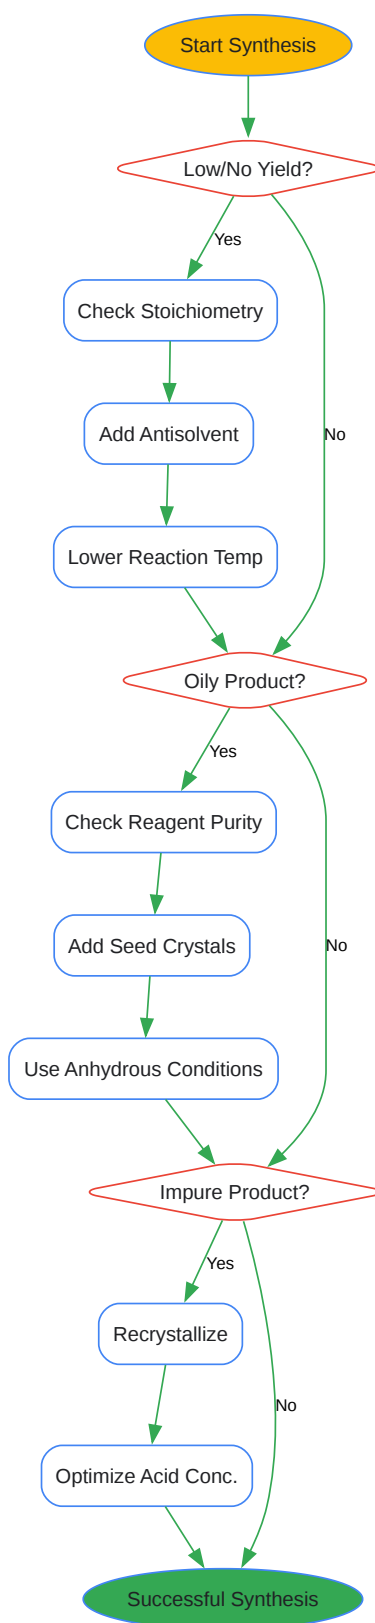 Start Synthesis
Low/No Yield?
Yes
Check Stoichiometry
Add Antisolvent
No
Lower Reaction Temp
Oily Product?
Yes
Check Reagent Purity
Add Seed Crystals
No
Use Anhydrous Conditions
Impure Product?
Yes
Recrystallize
No
Optimize Acid Conc.
Successful Synthesis